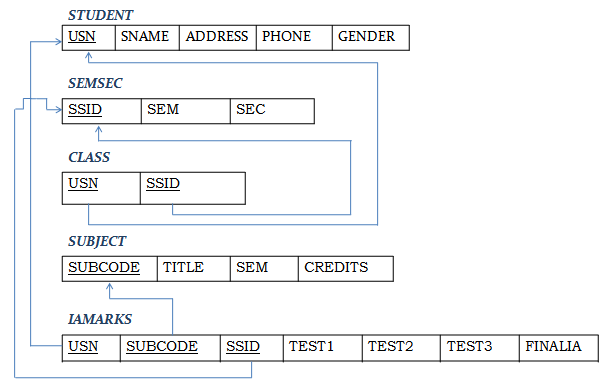 STUDENT
USN SNAME ADDRESS PHONE GENDER
SEMSEC
SSID SEM SEC
CLASS
USN SSID
SUBJECT
SUBCODE TITLE SEM CREDITS
IAMARKS
USN SUBCODE SSID TEST1 TEST2 TEST3 FINALIA